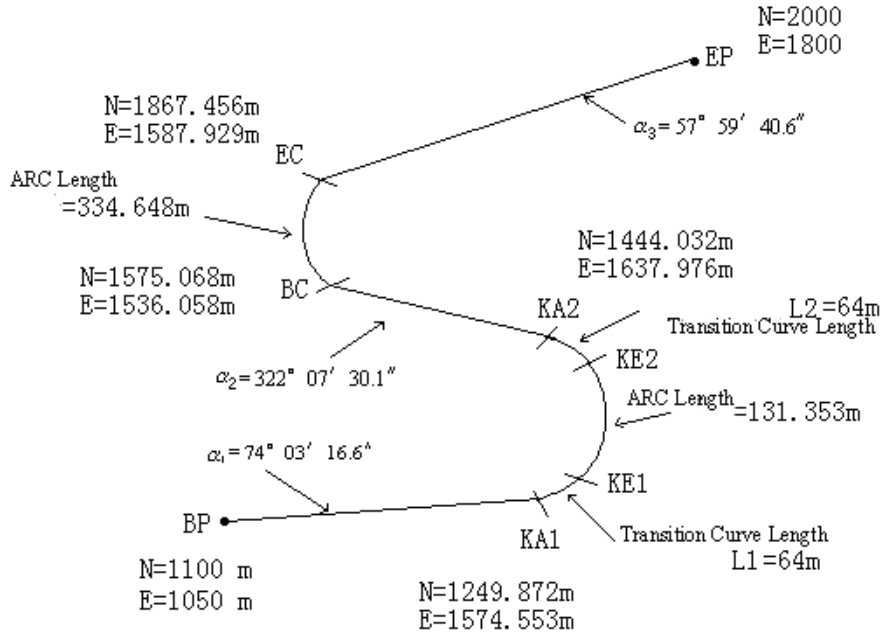 N=2000
E=1800
EP
α₃=57° 59′ 40.6″
N=1867.456m
E=1587.929m
EC
ARC Length
=334.648m
N=1575.068m
E=1536.058m
BC
N=1444.032m
E=1637.976m
KA2
L2=64m
Transition Curve Length
KE2
α₂=322° 07′ 30.1″
ARC Length
=131.353m
α₁=74° 03′ 16.6″
KE1
BP
KA1
Transition Curve Length
L1=64m
N=1100 m
E=1050 m
N=1249.872m
E=1574.553m